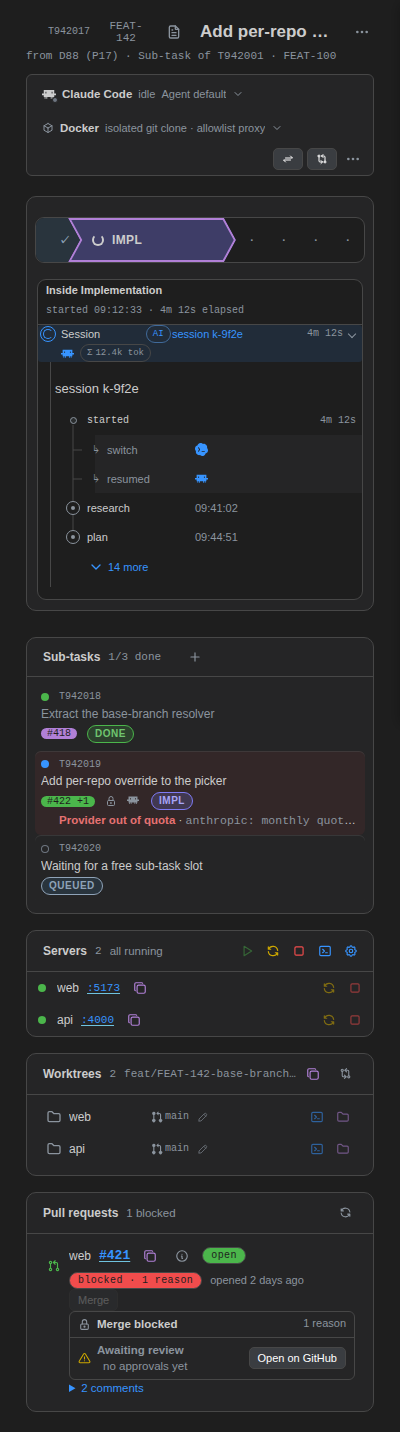 T942017 FEAT-142 Add per-repo …
from D88 (P17) · Sub-task of T942001 · FEAT-100
Claude Code idle Agent default
Docker isolated git clone · allowlist proxy
✓ IMPL · · · ·
Inside Implementation
started 09:12:33 · 4m 12s elapsed
Session AI session k-9f2e 4m 12s
Σ 12.4k tok
session k-9f2e
started 4m 12s
↳ switch
↳ resumed
research 09:41:02
plan 09:44:51
14 more
Sub-tasks 1/3 done
T942018
Extract the base-branch resolver
#418 DONE
T942019
Add per-repo override to the picker
#422 +1 IMPL
Provider out of quota · anthropic: monthly quot…
T942020
Waiting for a free sub-task slot
QUEUED
Servers 2 all running
web :5173
api :4000
Worktrees 2 feat/FEAT-142-base-branch…
web main
api main
Pull requests 1 blocked
web #421 open
blocked · 1 reason opened 2 days ago
Merge
Merge blocked 1 reason
Awaiting review
no approvals yet
Open on GitHub
2 comments